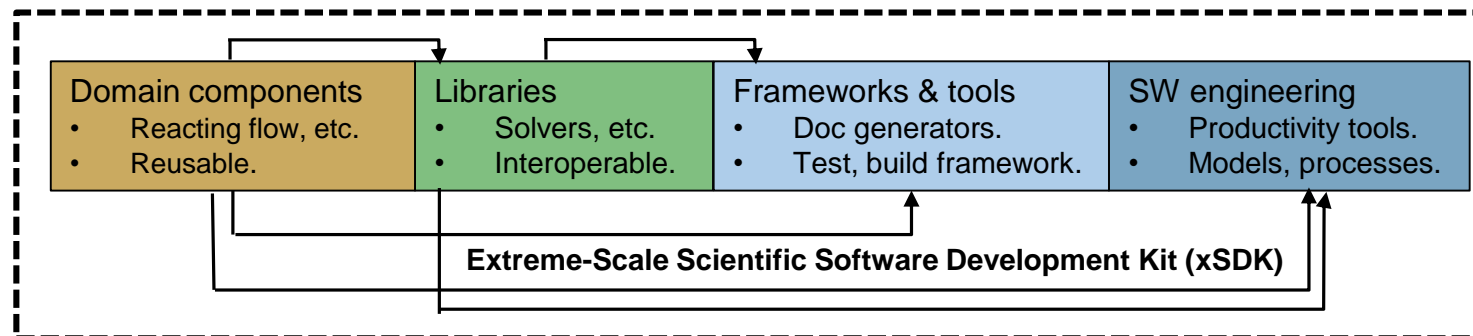 Domain components
• Reacting flow, etc.
• Reusable.
Libraries
• Solvers, etc.
• Interoperable.
Frameworks & tools
• Doc generators.
• Test, build framework.
SW engineering
• Productivity tools.
• Models, processes.
Extreme-Scale Scientific Software Development Kit (xSDK)